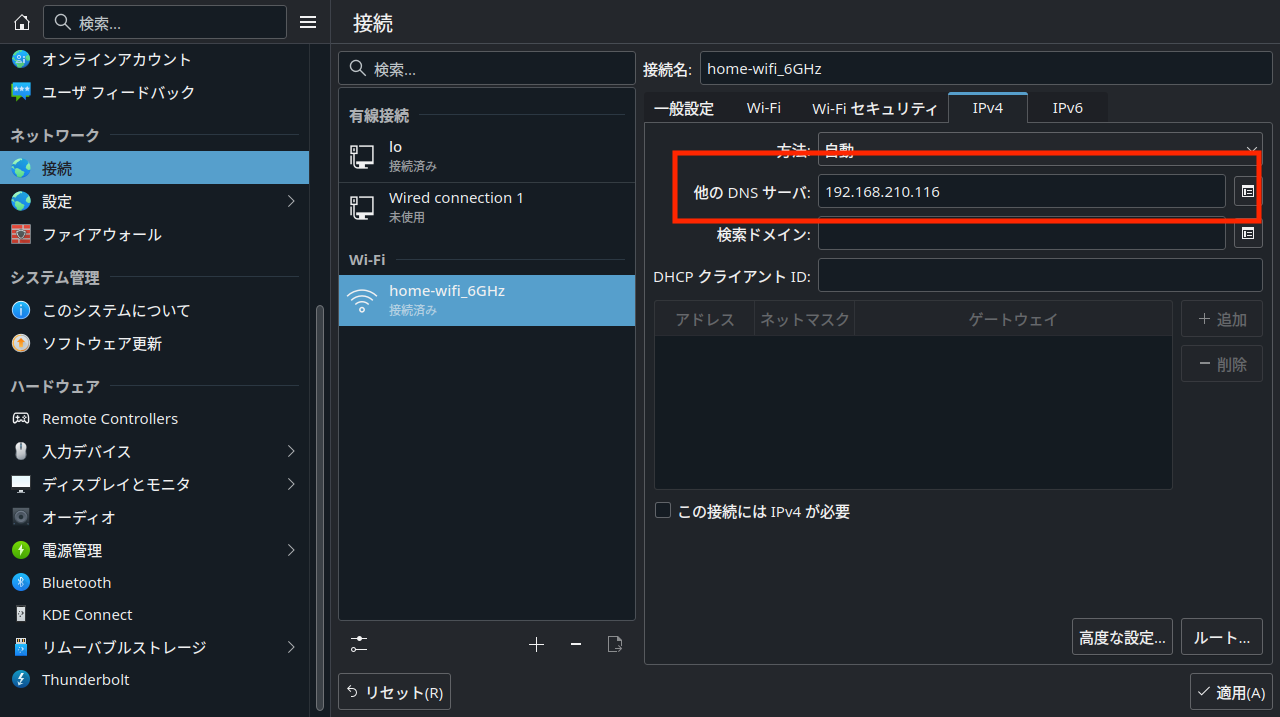 検索...
オンラインアカウント
ユーザ フィードバック
ネットワーク
接続
設定
ファイアウォール
システム管理
このシステムについて
ソフトウェア更新
ハードウェア
Remote Controllers
入力デバイス
ディスプレイとモニタ
オーディオ
電源管理
Bluetooth
KDE Connect
リムーバブルストレージ
Thunderbolt
接続
検索...
有線接続
lo
接続済み
Wired connection 1
未使用
Wi-Fi
home-wifi_6GHz
接続済み
リセット(R)
接続名: home-wifi_6GHz
一般設定 Wi-Fi Wi-Fi セキュリティ IPv4 IPv6
方法: 自動
他の DNS サーバ: 192.168.210.116
検索ドメイン:
DHCP クライアント ID:
アドレス ネットマスク ゲートウェイ
追加
削除
この接続には IPv4 が必要
高度な設定... ルート...
適用(A)